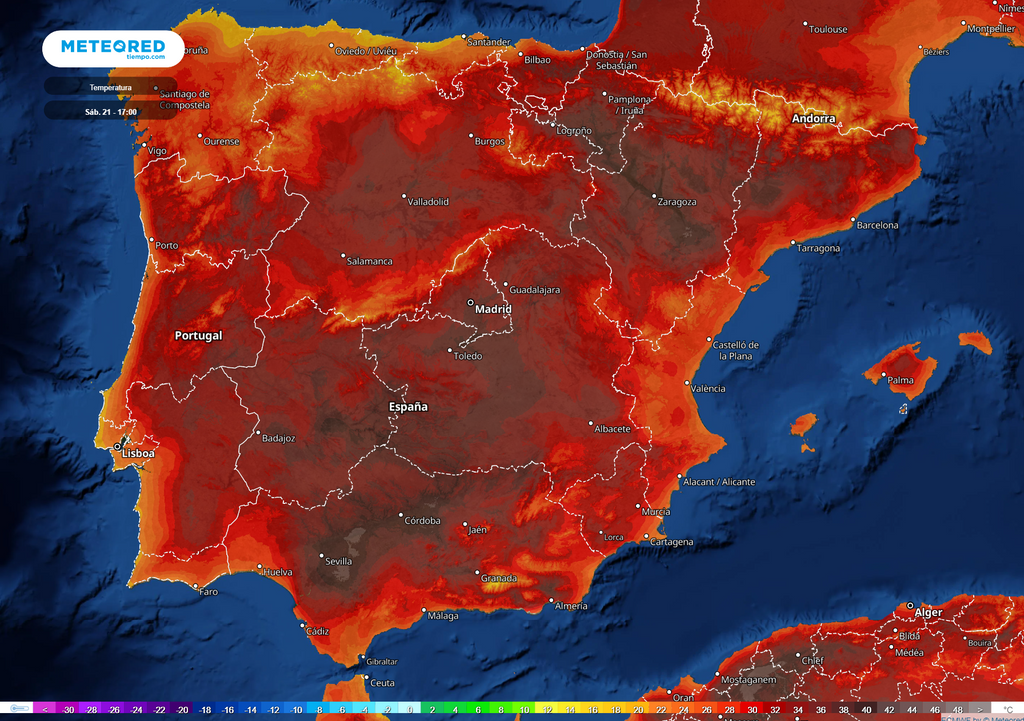 METEORED
tiempo.com
Temperatura
Sáb. 21 - 17:00
Oviedo / Uviéu
Santander
Bilbao
Donostia / San
Sebastián
Toulouse
Montpellier
Béziers
Santiago de
Compostela
Pamplona
/ Iruña
Andorra
Logroño
Burgos
Ourense
Vigo
Valladolid
Zaragoza
Barcelona
Tarragona
Porto
Salamanca
Guadalajara
Madrid
Portugal
Toledo
Castelló de
la Plana
Palma
València
España
Albacete
Badajoz
Lisboa
Alacant / Alicante
Murcia
Lorca
Cartagena
Córdoba
Jaén
Sevilla
Huelva
Granada
Faro
Almería
Málaga
Cádiz
Gibraltar
Ceuta
Alger
Blida
Bouira
Médéa
Chlef
Mostaganem
Oran
< -30 -28 -26 -24 -22 -20 -18 -16 -14 -12 -10 -8 -6 -4 -2 0 2 4 6 8 10 12 14 16 18 20 22 24 26 28 30 32 34 36 38 40 42 44 46 48 > °C